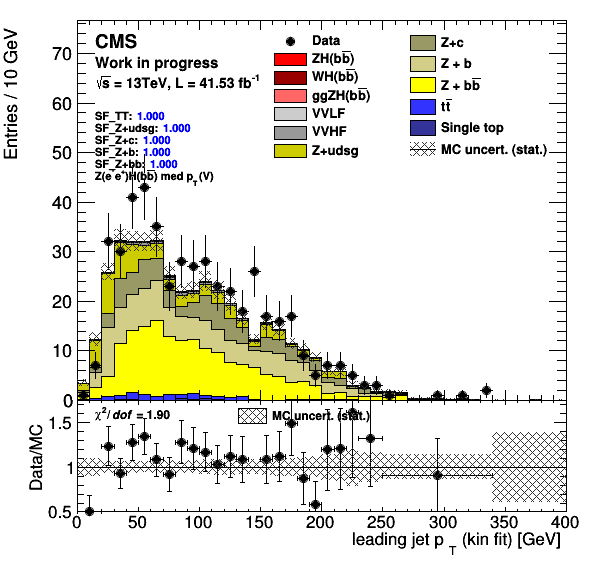 CMS
Work in progress
√s = 13TeV, L = 41.53 fb⁻¹
SF_TT: 1.000
SF_Z+udsg: 1.000
SF_Z+c: 1.000
SF_Z+b: 1.000
SF_Z+bb: 1.000
Z(e⁻e⁺)H(bb̅) med p_T(V)
Data
ZH(bb̅)
WH(bb̅)
ggZH(bb̅)
VVLF
VVHF
Z+udsg
Z+c
Z + b
Z + bb̅
tt̅
Single top
MC uncert. (stat.)
Entries / 10 GeV
70
60
50
40
30
20
10
0
χ²/ dof = 1.90
MC uncert. (stat.)
Data/MC
1.5
1
0.5
0 50 100 150 200 250 300 350 400
leading jet p_T (kin fit) [GeV]